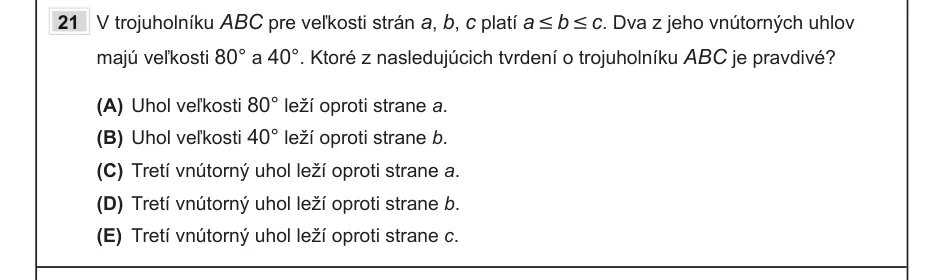 21 V trojuholníku ABC pre veľkosti strán a, b, c platí a ≤ b ≤ c. Dva z jeho vnútorných uhlov
majú veľkosti 80° a 40°. Ktoré z nasledujúcich tvrdení o trojuholníku ABC je pravdivé?
(A) Uhol veľkosti 80° leží oproti strane a.
(B) Uhol veľkosti 40° leží oproti strane b.
(C) Tretí vnútorný uhol leží oproti strane a.
(D) Tretí vnútorný uhol leží oproti strane b.
(E) Tretí vnútorný uhol leží oproti strane c.